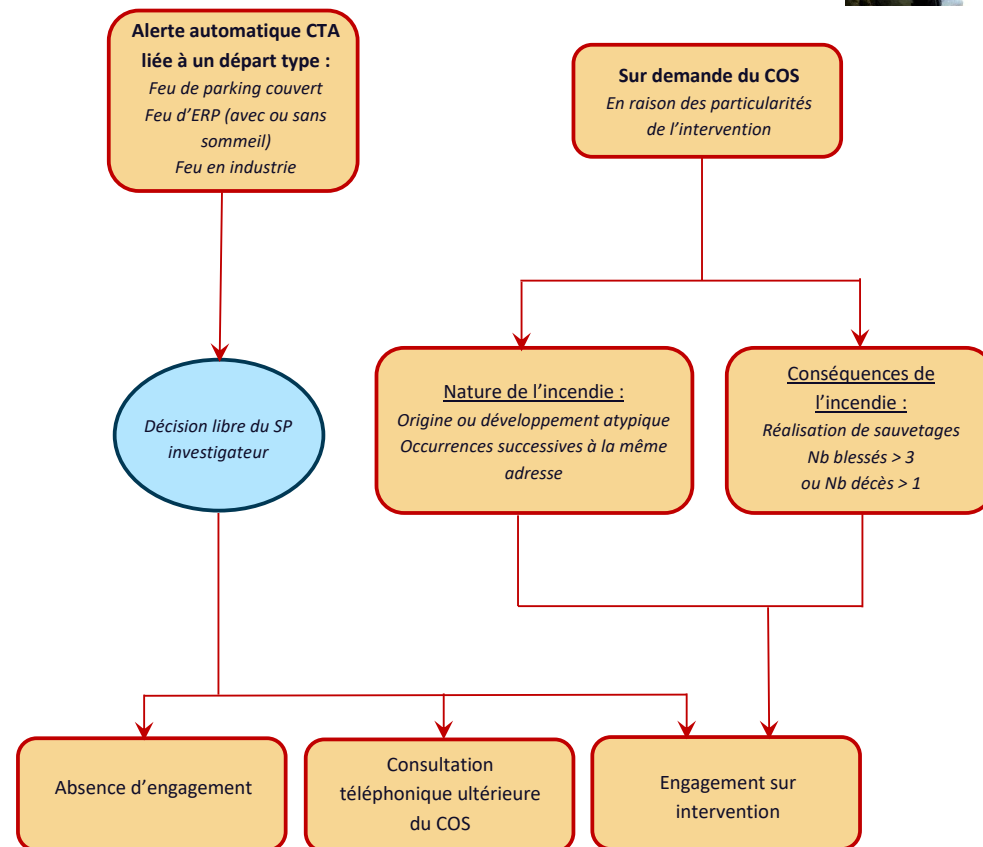 Alerte automatique CTA
liée à un départ type :
Feu de parking couvert
Feu d’ERP (avec ou sans
sommeil)
Feu en industrie
Sur demande du COS
En raison des particularités
de l’intervention
Décision libre du SP
investigateur
Nature de l’incendie :
Origine ou développement atypique
Occurrences successives à la même
adresse
Conséquences de
l’incendie :
Réalisation de sauvetages
Nb blessés > 3
ou Nb décès > 1
Absence d’engagement
Consultation
téléphonique ultérieure
du COS
Engagement sur
intervention